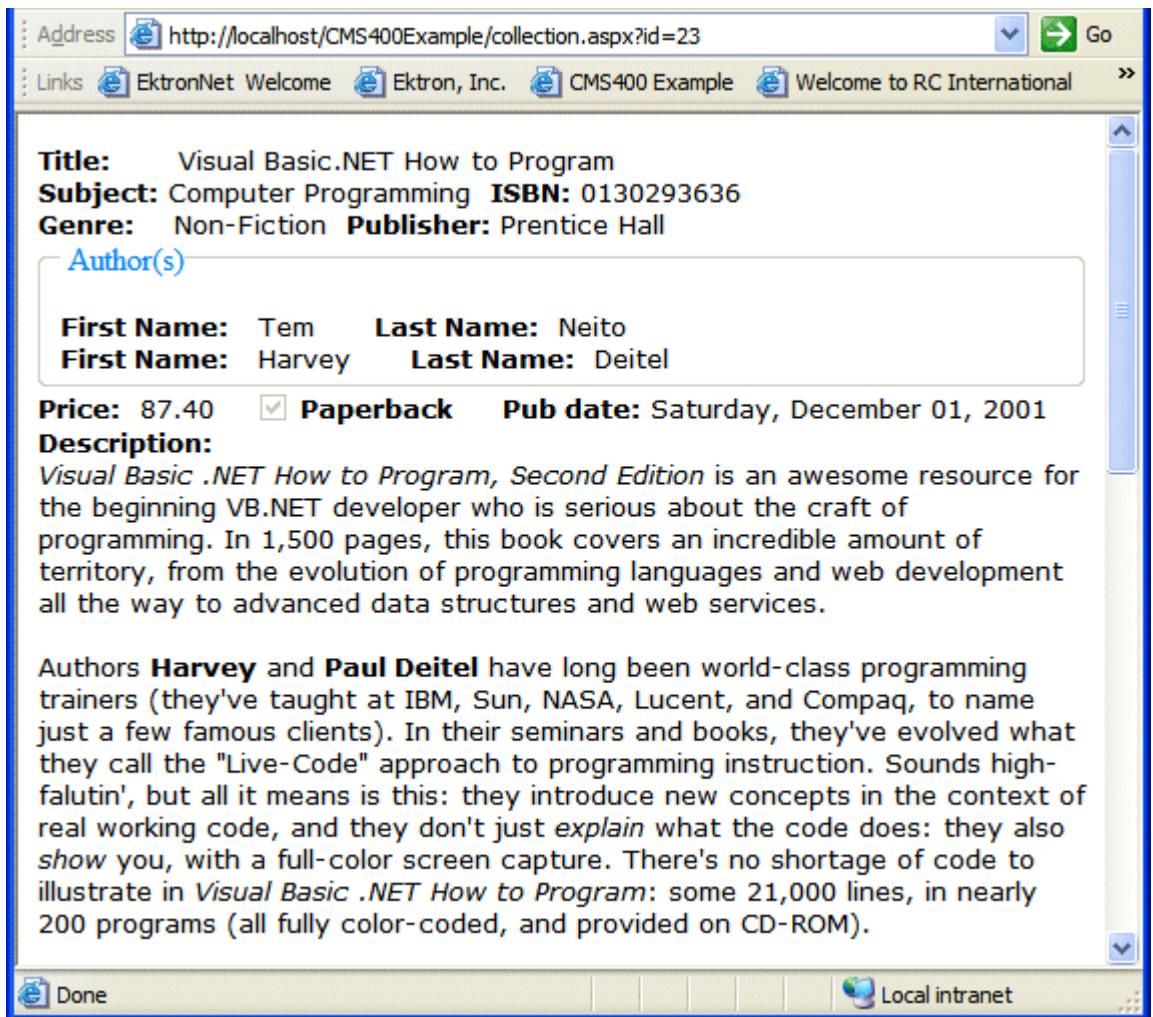 Address http://localhost/CMS400Example/collection.aspx?id=23 Go
Links EktronNet Welcome Ektron, Inc. CMS400 Example Welcome to RC International »
Title: Visual Basic.NET How to Program
Subject: Computer Programming ISBN: 0130293636
Genre: Non-Fiction Publisher: Prentice Hall
Author(s)
First Name: Tem Last Name: Neito
First Name: Harvey Last Name: Deitel
Price: 87.40 Paperback Pub date: Saturday, December 01, 2001
Description:
Visual Basic .NET How to Program, Second Edition is an awesome resource for
the beginning VB.NET developer who is serious about the craft of
programming. In 1,500 pages, this book covers an incredible amount of
territory, from the evolution of programming languages and web development
all the way to advanced data structures and web services.
Authors Harvey and Paul Deitel have long been world-class programming
trainers (they've taught at IBM, Sun, NASA, Lucent, and Compaq, to name
just a few famous clients). In their seminars and books, they've evolved what
they call the "Live-Code" approach to programming instruction. Sounds high-
falutin', but all it means is this: they introduce new concepts in the context of
real working code, and they don't just explain what the code does: they also
show you, with a full-color screen capture. There's no shortage of code to
illustrate in Visual Basic .NET How to Program: some 21,000 lines, in nearly
200 programs (all fully color-coded, and provided on CD-ROM).
Done Local intranet